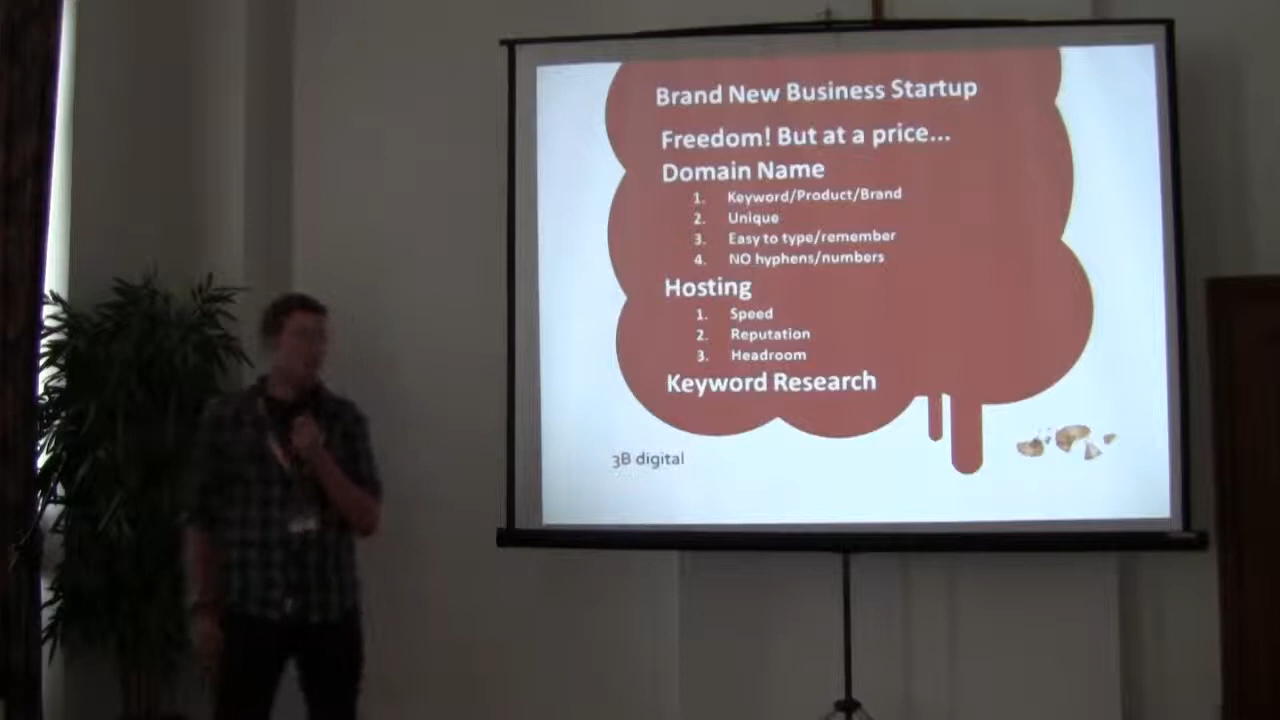 Brand New Business Startup
Freedom! But at a price...
Domain Name
1. Keyword/Product/Brand
2. Unique
3. Easy to type/remember
4. NO hyphens/numbers
Hosting
1. Speed
2. Reputation
3. Headroom
Keyword Research
3B digital